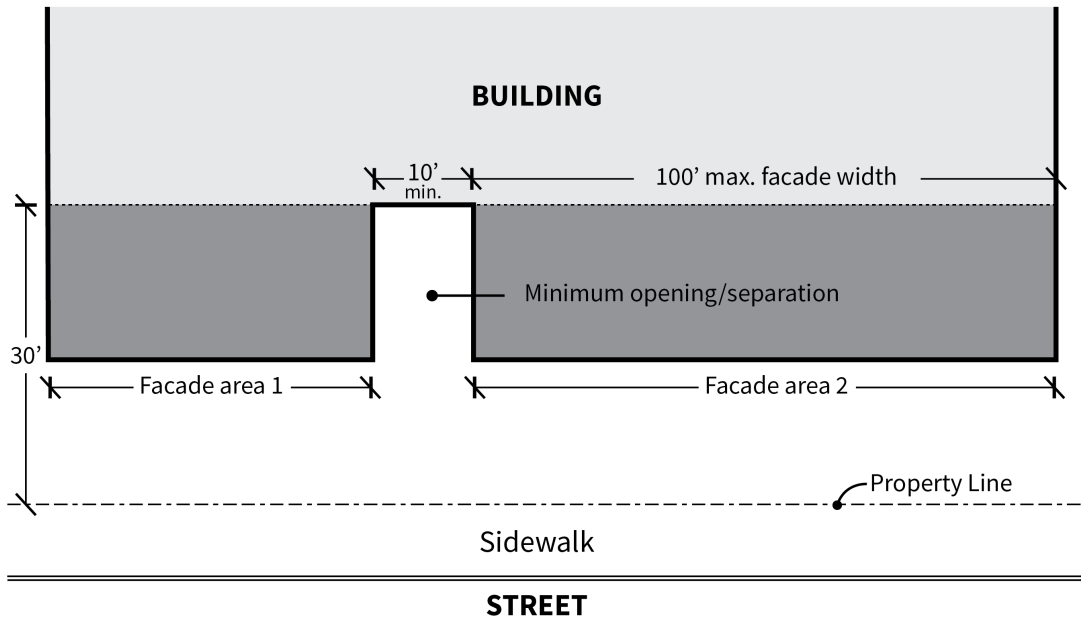 BUILDING
10’
min.
100’ max. facade width
Minimum opening/separation
30’
Facade area 1
Facade area 2
Property Line
Sidewalk
STREET